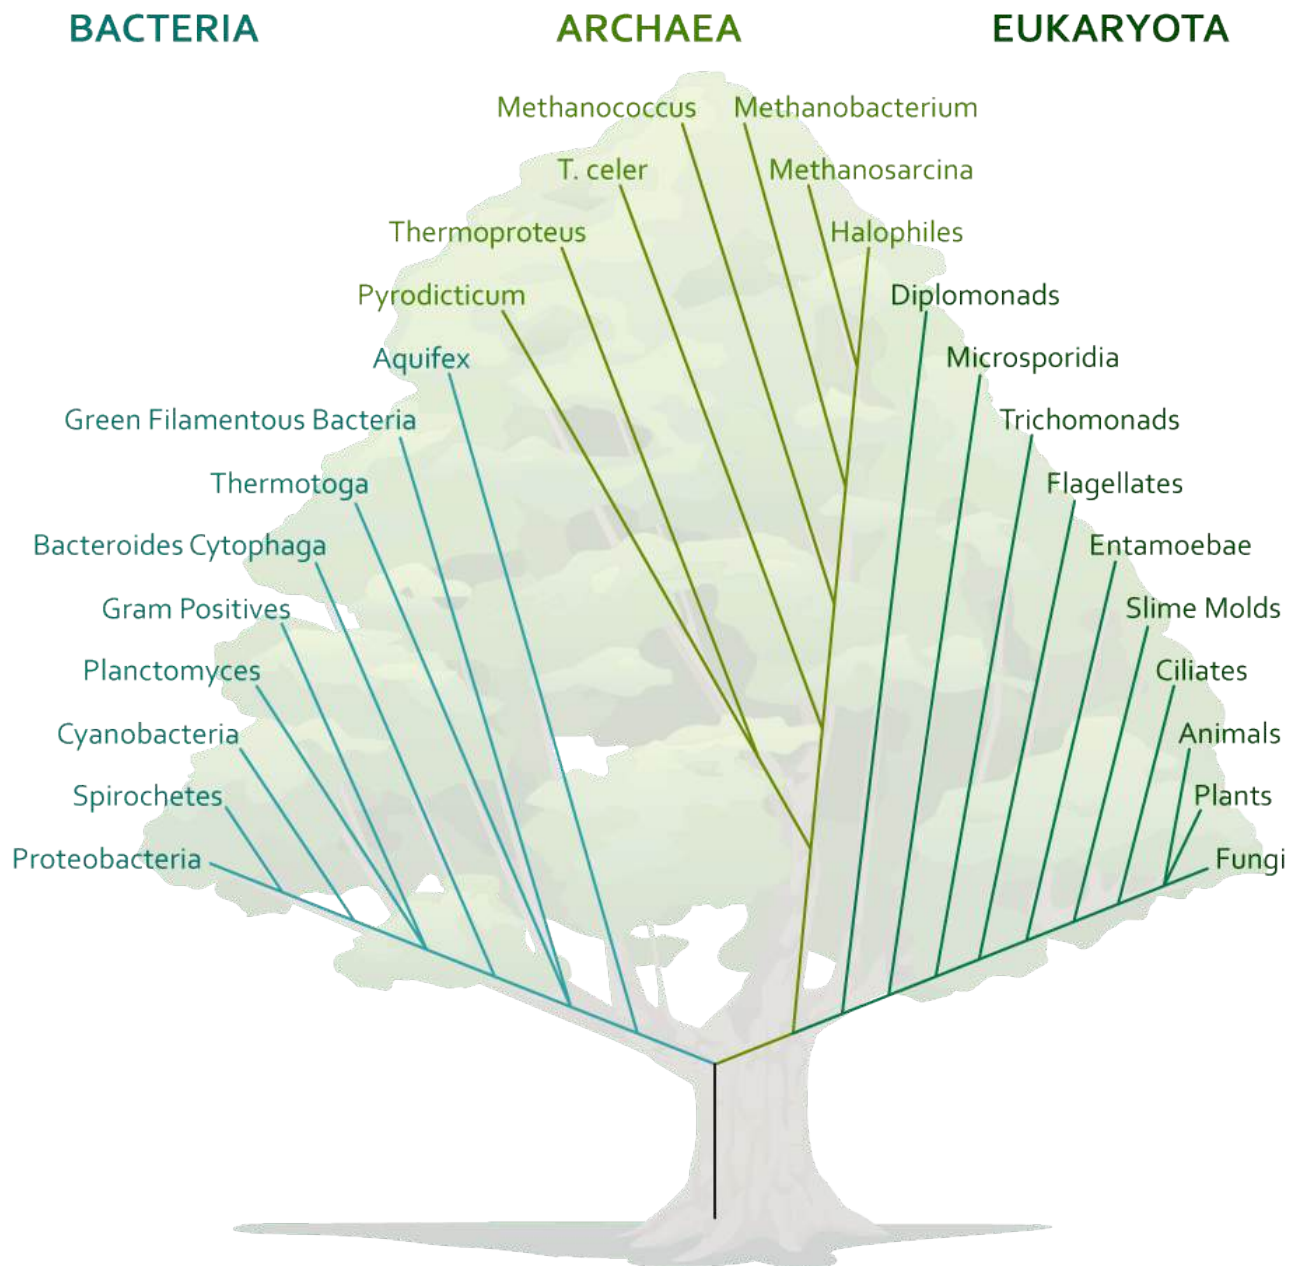 BACTERIA
ARCHAEA
EUKARYOTA
Methanococcus
Methanobacterium
T. celer
Methanosarcina
Thermoproteus
Halophiles
Pyrodicticum
Diplomonads
Aquifex
Microsporidia
Green Filamentous Bacteria
Trichomonads
Thermotoga
Flagellates
Bacteroides Cytophaga
Entamoebae
Gram Positives
Slime Molds
Planctomyces
Ciliates
Cyanobacteria
Animals
Spirochetes
Plants
Proteobacteria
Fungi